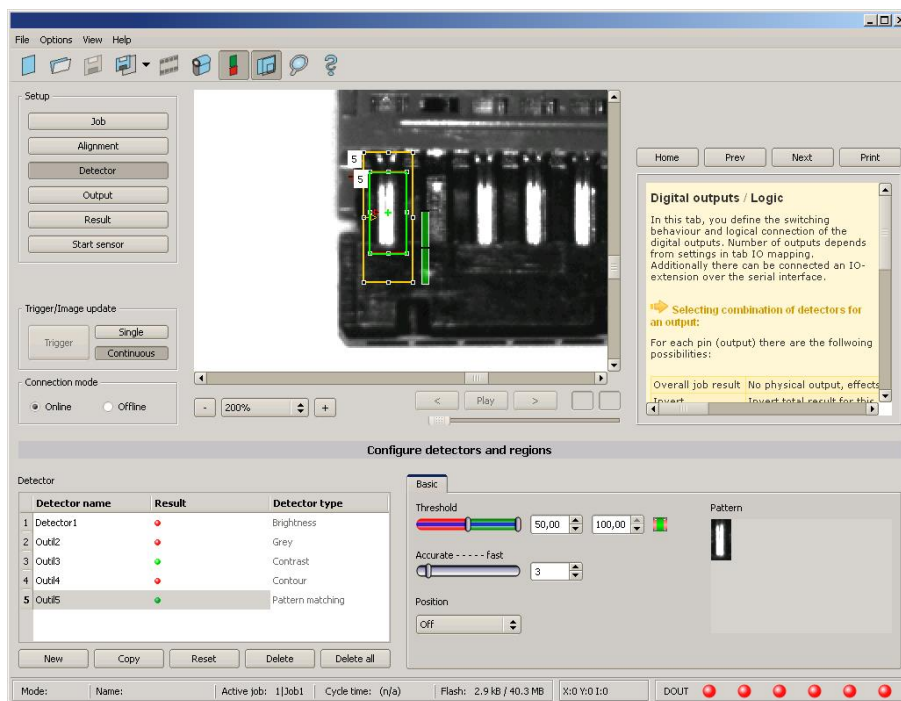 File Options View Help
Setup
Job
Alignment
Detector
Output
Result
Start sensor
Trigger/Image update
Trigger
Single
Continuous
Connection mode
Online Offline
5
5
- 200% +
< Play >
Home Prev Next Print
Digital outputs / Logic
In this tab, you define the switching
behaviour and logical connection of the
digital outputs. Number of outputs depends
from settings in tab IO mapping.
Additionally there can be connected an IO-
extension over the serial interface.
Selecting combination of detectors for
an output:
For each pin (output) there are the follwoing
possibilities:
Overall job result No physical output, effects
Invert Invert total result for this
Configure detectors and regions
Detector
Detector name Result Detector type
1 Detector1 Brightness
2 Outil2 Grey
3 Outil3 Contrast
4 Outil4 Contour
5 Outil5 Pattern matching
New Copy Reset Delete Delete all
Basic
Threshold
50,00 100,00
Accurate - - - - - fast
3
Position
Off
Pattern
Mode: Name: Active job: 1|Job1 Cycle time: (n/a) Flash: 2.9 kB / 40.3 MB X:0 Y:0 I:0 DOUT